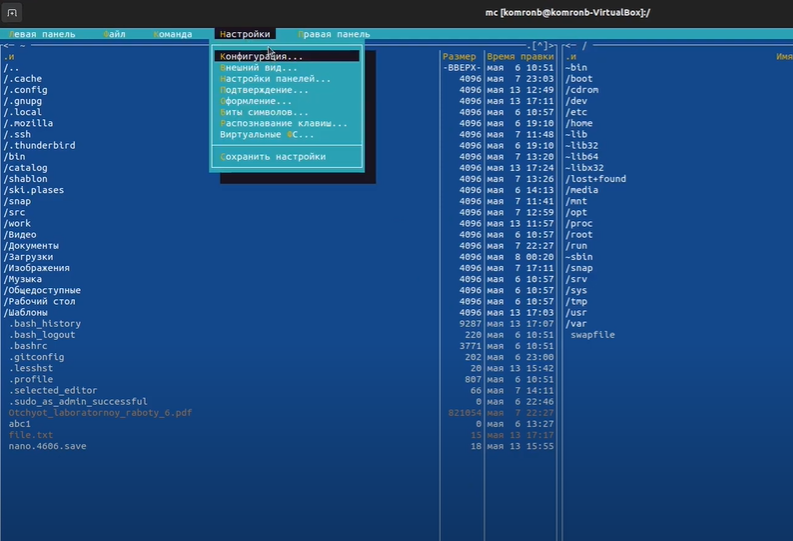 mc [komronb@komronb-VirtualBox]:/
Левая панель Файл Команда Настройки Правая панель
<— ~ .[^]>
.и Размер Время правки
/.. -ВВЕРХ- мая 6 10:51
/.cache 4096 мая 7 23:03
/.config 4096 мая 13 12:49
/.gnupg 4096 мая 13 17:11
/.local 4096 мая 6 10:57
/.mozilla 4096 мая 6 19:10
/.ssh 4096 мая 7 11:48
/.thunderbird 4096 мая 6 19:10
/bin 4096 мая 7 13:20
/catalog 4096 мая 13 17:24
/shablon 4096 мая 7 13:26
/ski.plases 4096 мая 6 14:13
/snap 4096 мая 7 11:41
/src 4096 мая 7 12:59
/work 4096 мая 13 11:57
/Видео 4096 мая 6 10:57
/Документы 4096 мая 7 22:27
/Загрузки 4096 мая 8 00:20
/Изображения 4096 мая 7 17:11
/Музыка 4096 мая 6 10:57
/Общедоступные 4096 мая 6 10:57
/Рабочий стол 4096 мая 6 10:57
/Шаблоны 4096 мая 13 17:03
.bash_history 9287 мая 13 17:07
.bash_logout 220 мая 6 10:51
.bashrc 3771 мая 6 10:51
.gitconfig 202 мая 6 23:00
.lesshst 20 мая 13 15:42
.profile 807 мая 6 10:51
.selected_editor 66 мая 7 14:11
.sudo_as_admin_successful 0 мая 6 22:46
Otchyot_laboratornoy_raboty_6.pdf 821054 мая 7 22:27
abc1 0 мая 6 13:27
file.txt 15 мая 13 17:17
nano.4606.save 18 мая 13 15:55
Конфигурация...
Внешний вид...
Настройки панелей...
Подтверждение...
Оформление...
Биты символов...
Распознавание клавиш...
Виртуальные ФС...
Сохранить настройки
<— /
.и Имя
~bin
/boot
/cdrom
/dev
/etc
/home
~lib
~lib32
~lib64
~libx32
/lost+found
/media
/mnt
/opt
/proc
/root
/run
~sbin
/snap
/srv
/sys
/tmp
/usr
/var
swapfile